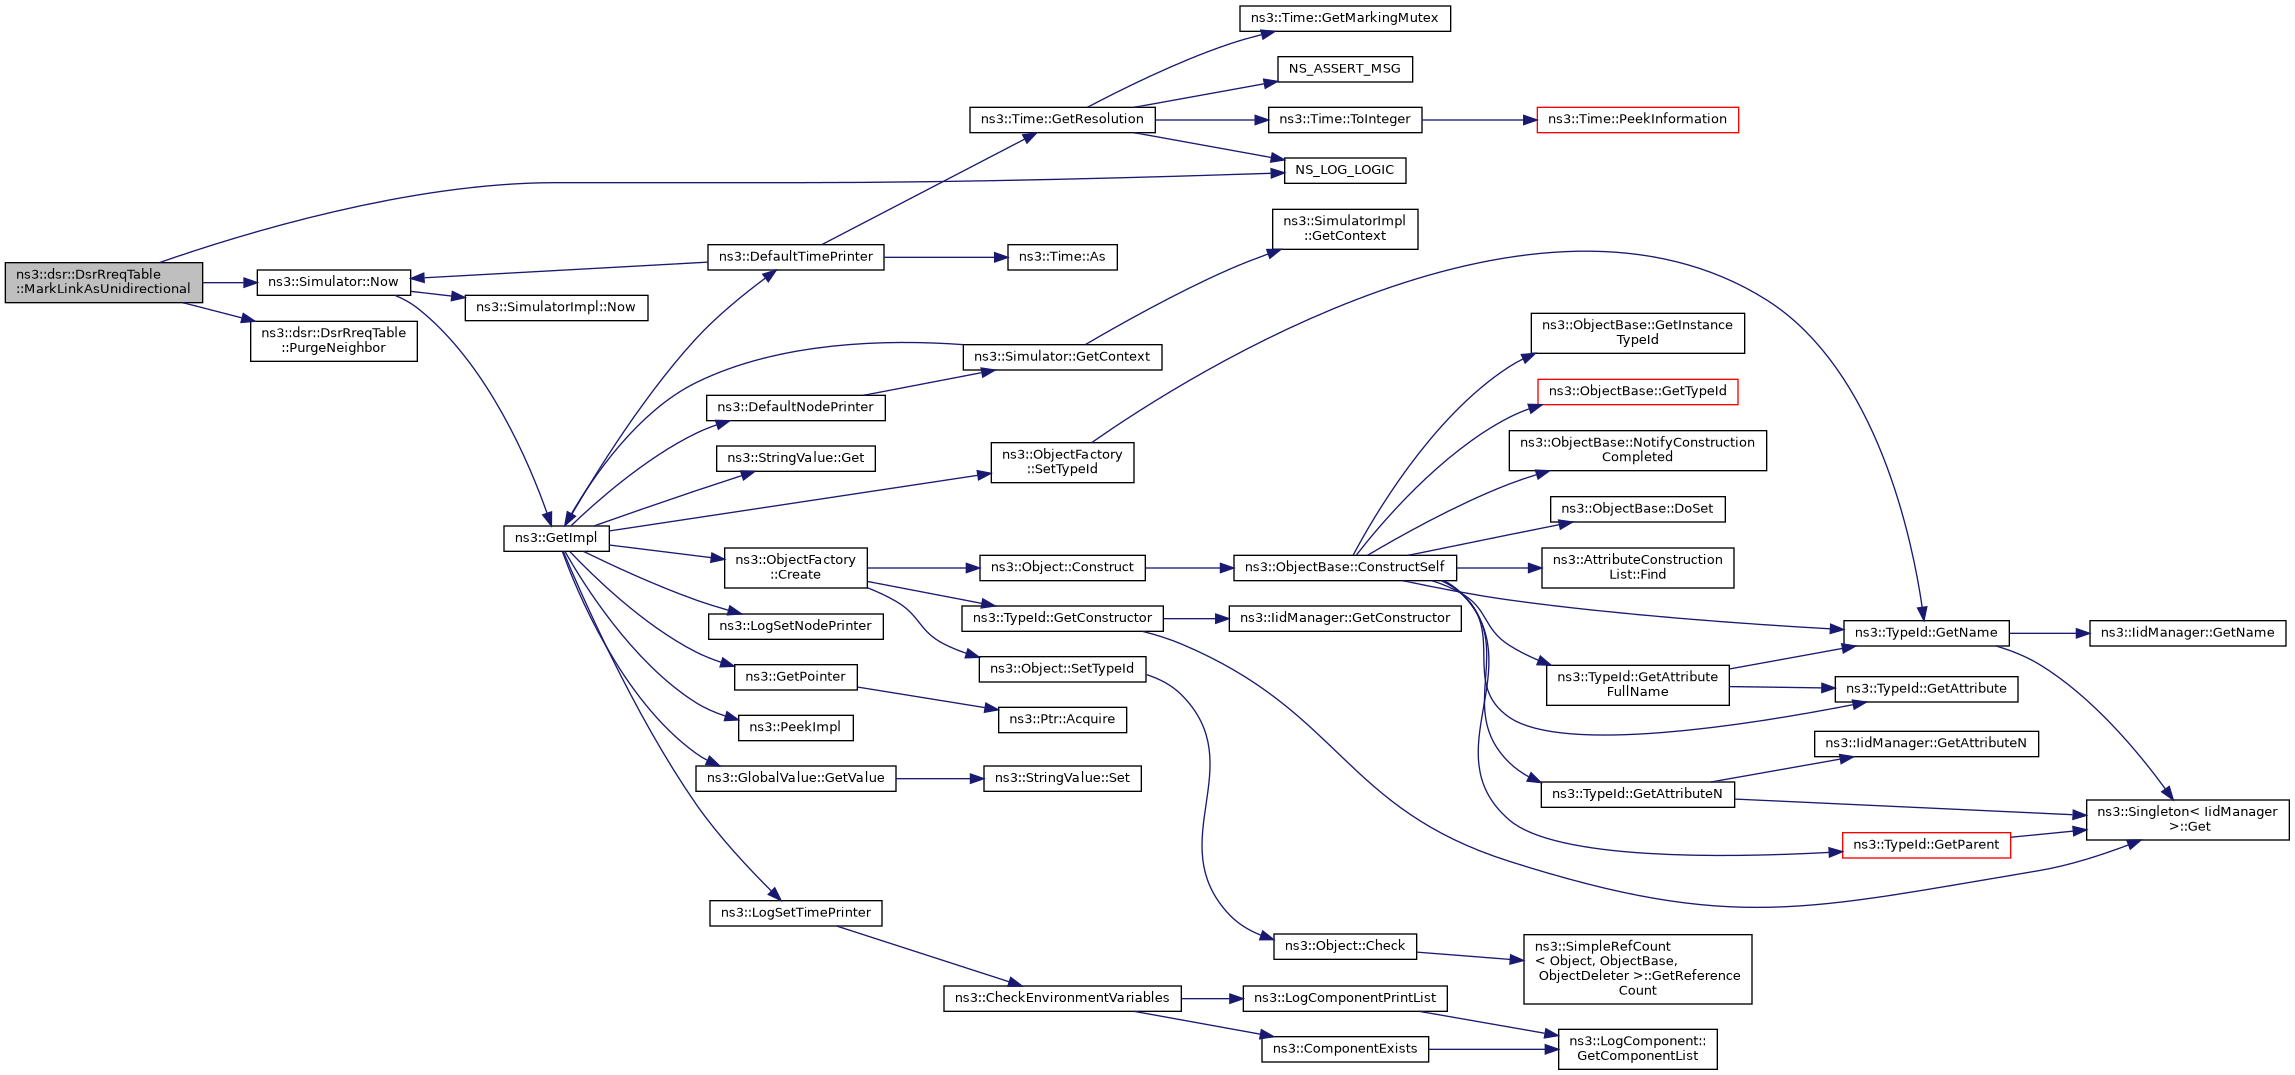 ns3::Time::GetMarkingMutex
NS_ASSERT_MSG
ns3::Time::GetResolution
ns3::Time::ToInteger
ns3::Time::PeekInformation
NS_LOG_LOGIC
ns3::SimulatorImpl
::GetContext
ns3::DefaultTimePrinter
ns3::Time::As
ns3::dsr::DsrRreqTable
::MarkLinkAsUnidirectional
ns3::Simulator::Now
ns3::SimulatorImpl::Now
ns3::dsr::DsrRreqTable
::PurgeNeighbor
ns3::ObjectBase::GetInstance
TypeId
ns3::Simulator::GetContext
ns3::ObjectBase::GetTypeId
ns3::DefaultNodePrinter
ns3::ObjectBase::NotifyConstruction
Completed
ns3::StringValue::Get
ns3::ObjectFactory
::SetTypeId
ns3::ObjectBase::DoSet
ns3::GetImpl
ns3::ObjectFactory
::Create
ns3::Object::Construct
ns3::ObjectBase::ConstructSelf
ns3::AttributeConstruction
List::Find
ns3::LogSetNodePrinter
ns3::TypeId::GetConstructor
ns3::IidManager::GetConstructor
ns3::TypeId::GetName
ns3::IidManager::GetName
ns3::GetPointer
ns3::Object::SetTypeId
ns3::TypeId::GetAttribute
FullName
ns3::TypeId::GetAttribute
ns3::PeekImpl
ns3::Ptr::Acquire
ns3::IidManager::GetAttributeN
ns3::GlobalValue::GetValue
ns3::StringValue::Set
ns3::TypeId::GetAttributeN
ns3::Singleton< IidManager
>::Get
ns3::TypeId::GetParent
ns3::LogSetTimePrinter
ns3::Object::Check
ns3::SimpleRefCount
< Object, ObjectBase,
ObjectDeleter >::GetReference
Count
ns3::CheckEnvironmentVariables
ns3::LogComponentPrintList
ns3::ComponentExists
ns3::LogComponent::
GetComponentList